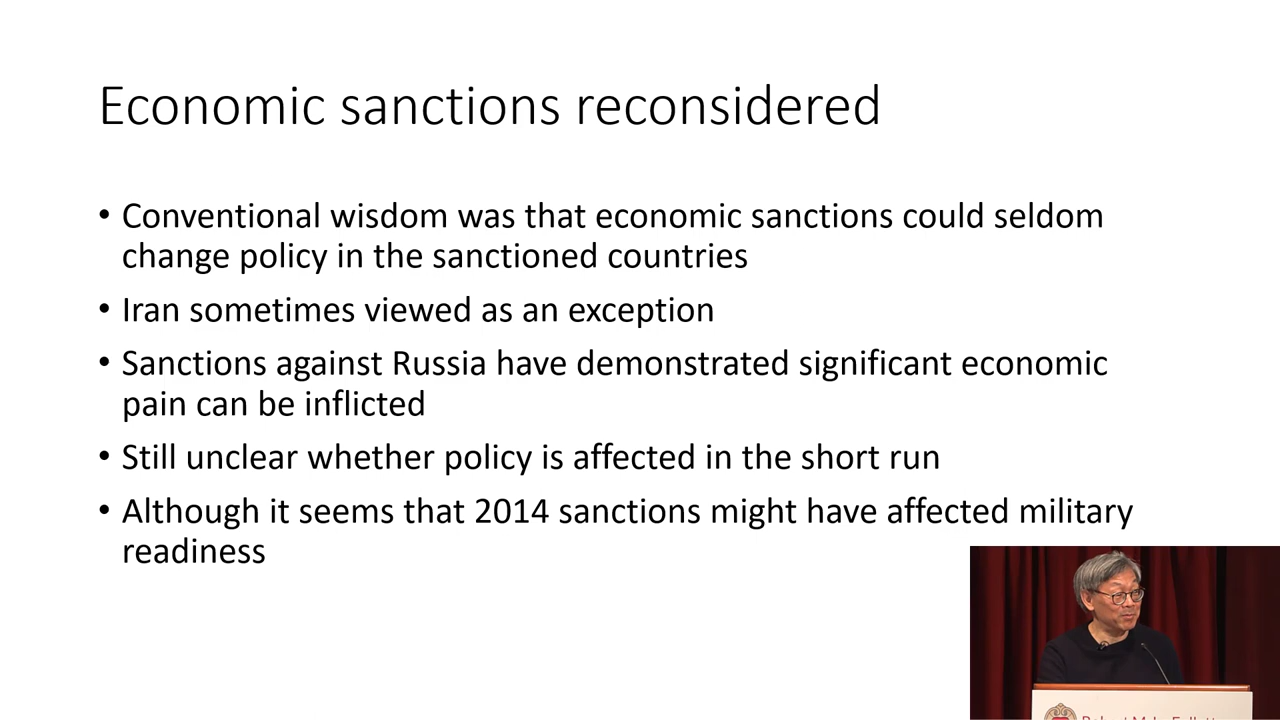 Economic sanctions reconsidered
• Conventional wisdom was that economic sanctions could seldom
change policy in the sanctioned countries
• Iran sometimes viewed as an exception
• Sanctions against Russia have demonstrated significant economic
pain can be inflicted
• Still unclear whether policy is affected in the short run
• Although it seems that 2014 sanctions might have affected military
readiness